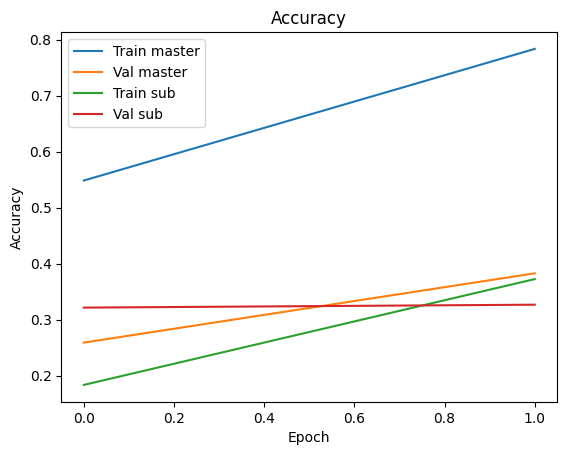 Accuracy
Train master
Val master
Train sub
Val sub
Accuracy
0.8
0.7
0.6
0.5
0.4
0.3
0.2
0.0 0.2 0.4 0.6 0.8 1.0
Epoch